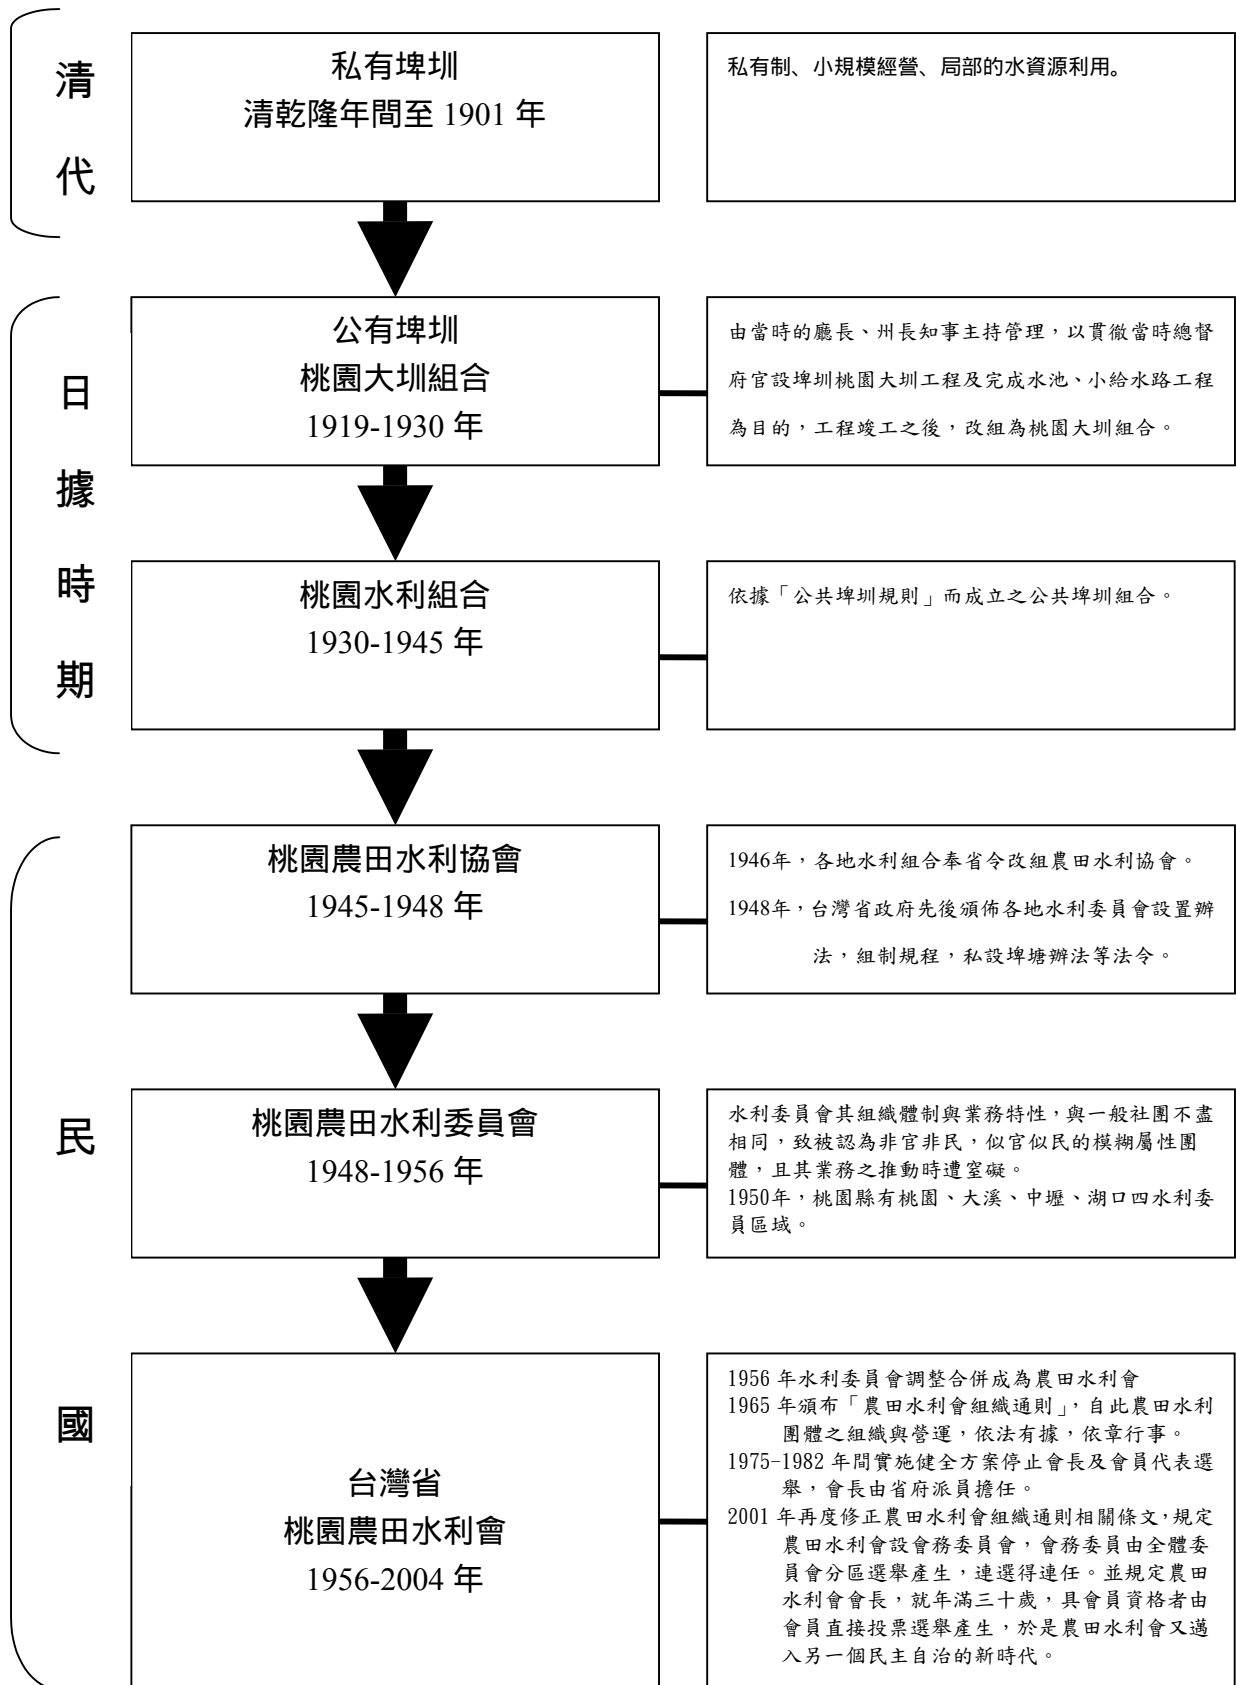 清代
私有埤圳
清乾隆年間至 1901 年
私有制、小規模經營、局部的水資源利用。
日據時期
公有埤圳
桃園大圳組合
1919-1930 年
由當時的廳長、州長知事主持管理，以貫徹當時總督
府官設埤圳桃園大圳工程及完成水池、小給水路工程
為目的，工程竣工之後，改組為桃園大圳組合。
桃園水利組合
1930-1945 年
依據「公共埤圳規則」而成立之公共埤圳組合。
民國
桃園農田水利協會
1945-1948 年
1946年，各地水利組合奉省令改組農田水利協會。
1948年，台灣省政府先後頒佈各地水利委員會設置辦
法，組制規程，私設埤塘辦法等法令。
桃園農田水利委員會
1948-1956 年
水利委員會其組織體制與業務特性，與一般社團不盡
相同，致被認為非官非民，似官似民的模糊屬性團
體，且其業務之推動時遭窒礙。
1950年，桃園縣有桃園、大溪、中壢、湖口四水利委
員區域。
台灣省
桃園農田水利會
1956-2004 年
1956 年水利委員會調整合併成為農田水利會
1965 年頒布「農田水利會組織通則」，自此農田水利
團體之組織與營運，依法有據，依章行事。
1975-1982 年間實施健全方案停止會長及會員代表選
舉，會長由省府派員擔任。
2001 年再度修正農田水利會組織通則相關條文，規定
農田水利會設會務委員會，會務委員由全體委
員會分區選舉產生，連選得連任。並規定農田
水利會會長，就年滿三十歲，具會員資格者由
會員直接投票選舉產生，於是農田水利會又邁
入另一個民主自治的新時代。